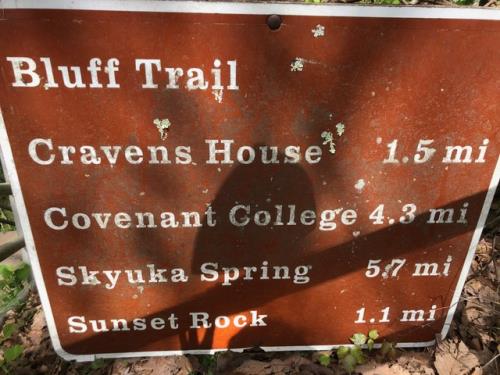 Bluff Trail
Cravens House 1.5 mi
Covenant College 4.3 mi
Skyuka Spring 5.7 mi
Sunset Rock 1.1 mi